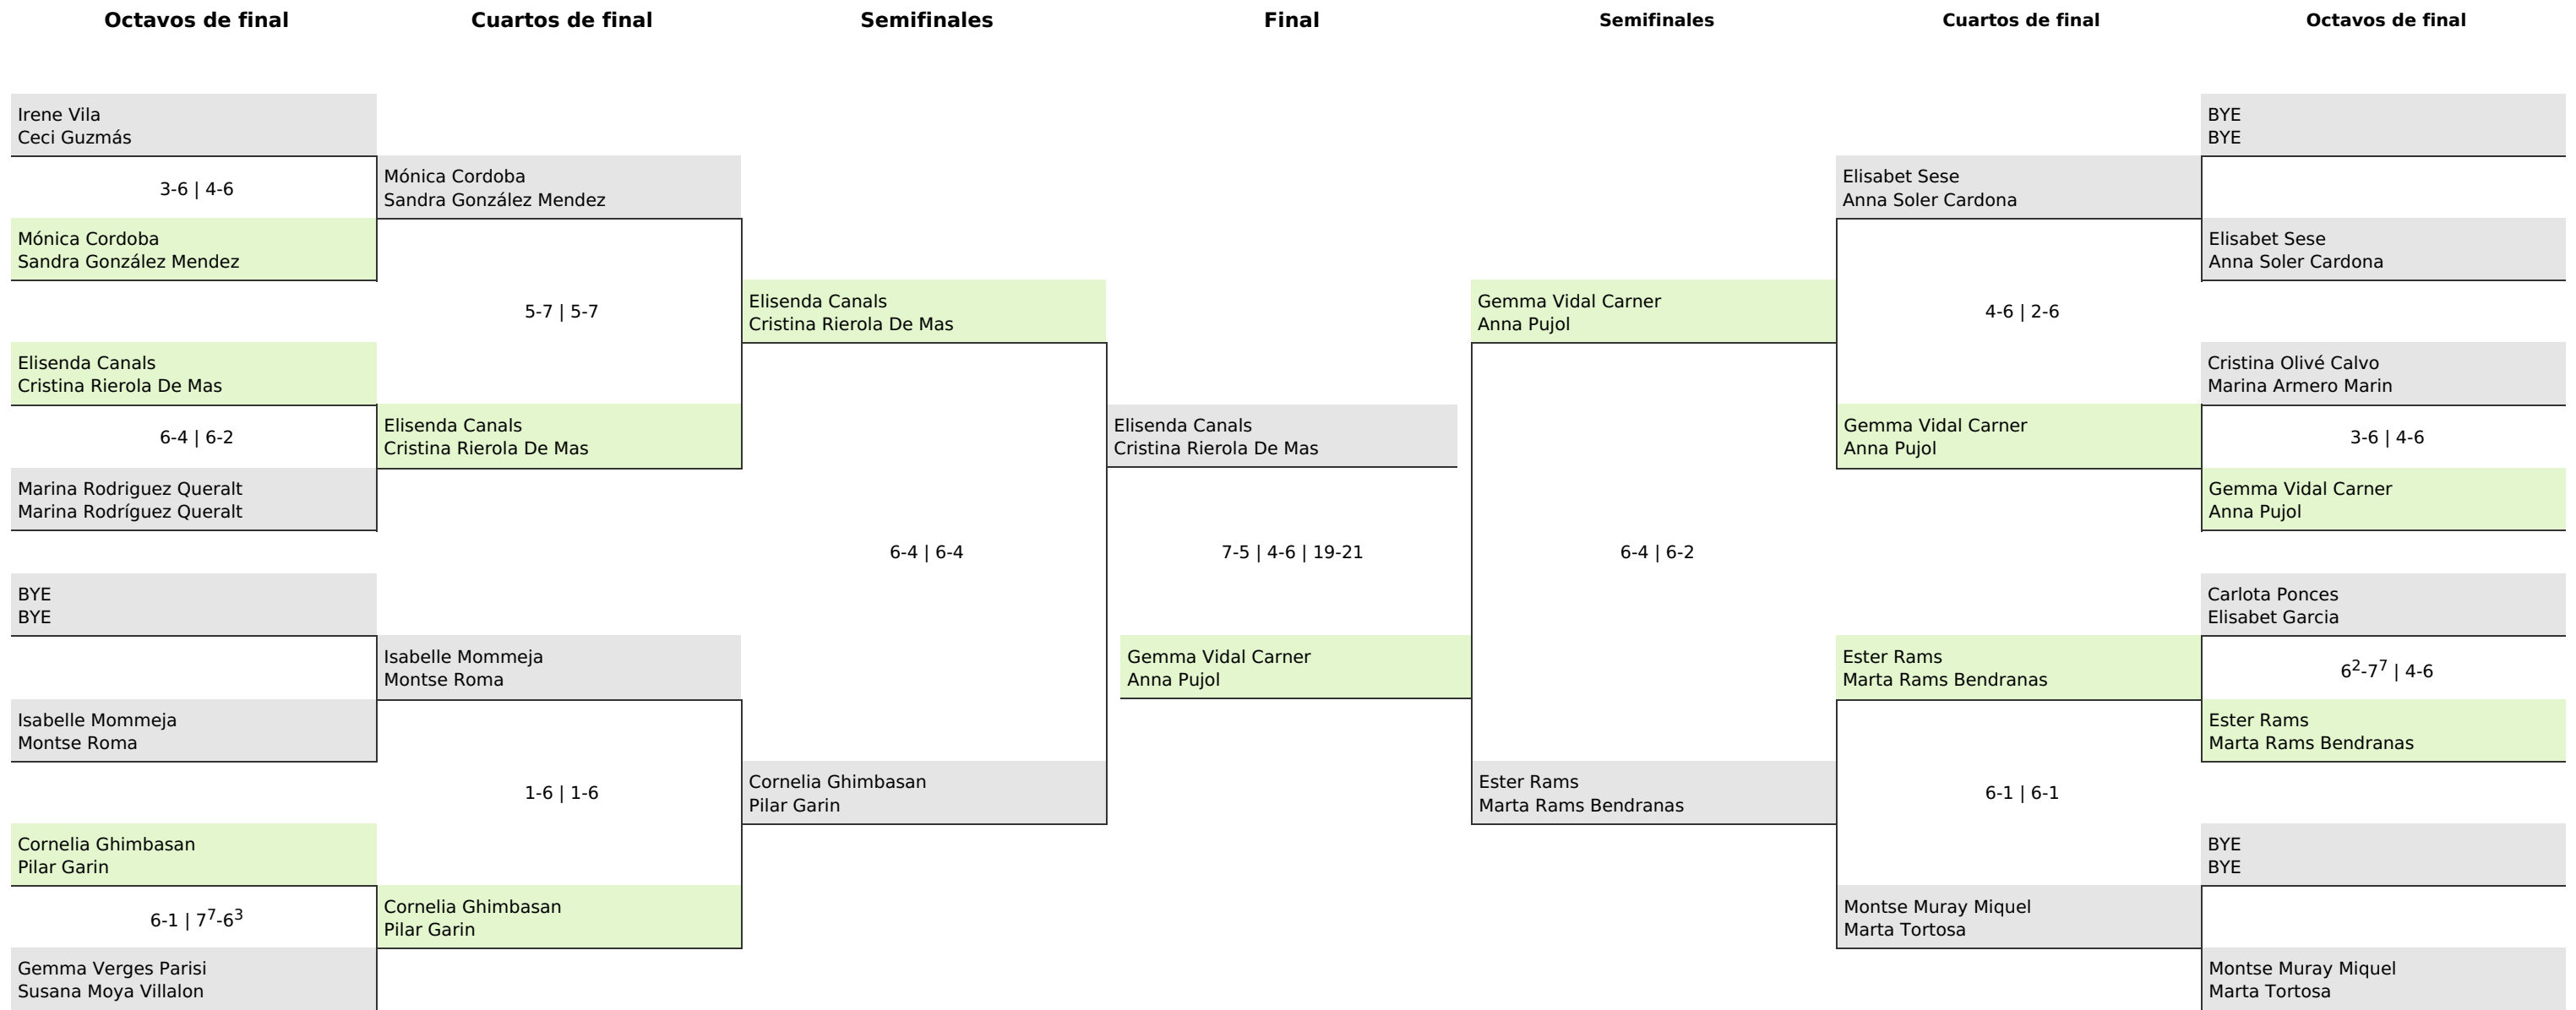 Octavos de final
Cuartos de final
Semifinales
Final
Semifinales
Cuartos de final
Octavos de final
Irene Vila
Ceci Guzmás
3-6 | 4-6
Mónica Cordoba
Sandra González Mendez
Elisenda Canals
Cristina Rierola De Mas
6-4 | 6-2
Marina Rodriguez Queralt
Marina Rodríguez Queralt
BYE
BYE
Isabelle Mommeja
Montse Roma
Cornelia Ghimbasan
Pilar Garin
6-1 | 7⁷-6³
Gemma Verges Parisi
Susana Moya Villalon
Mónica Cordoba
Sandra González Mendez
5-7 | 5-7
Elisenda Canals
Cristina Rierola De Mas
Isabelle Mommeja
Montse Roma
1-6 | 1-6
Cornelia Ghimbasan
Pilar Garin
Elisenda Canals
Cristina Rierola De Mas
6-4 | 6-4
Cornelia Ghimbasan
Pilar Garin
Elisenda Canals
Cristina Rierola De Mas
7-5 | 4-6 | 19-21
Gemma Vidal Carner
Anna Pujol
Gemma Vidal Carner
Anna Pujol
6-4 | 6-2
Ester Rams
Marta Rams Bendranas
Elisabet Sese
Anna Soler Cardona
4-6 | 2-6
Gemma Vidal Carner
Anna Pujol
Ester Rams
Marta Rams Bendranas
6-1 | 6-1
Montse Muray Miquel
Marta Tortosa
BYE
BYE
Elisabet Sese
Anna Soler Cardona
Cristina Olivé Calvo
Marina Armero Marin
3-6 | 4-6
Gemma Vidal Carner
Anna Pujol
Carlota Ponces
Elisabet Garcia
6²-7⁷ | 4-6
Ester Rams
Marta Rams Bendranas
BYE
BYE
Montse Muray Miquel
Marta Tortosa